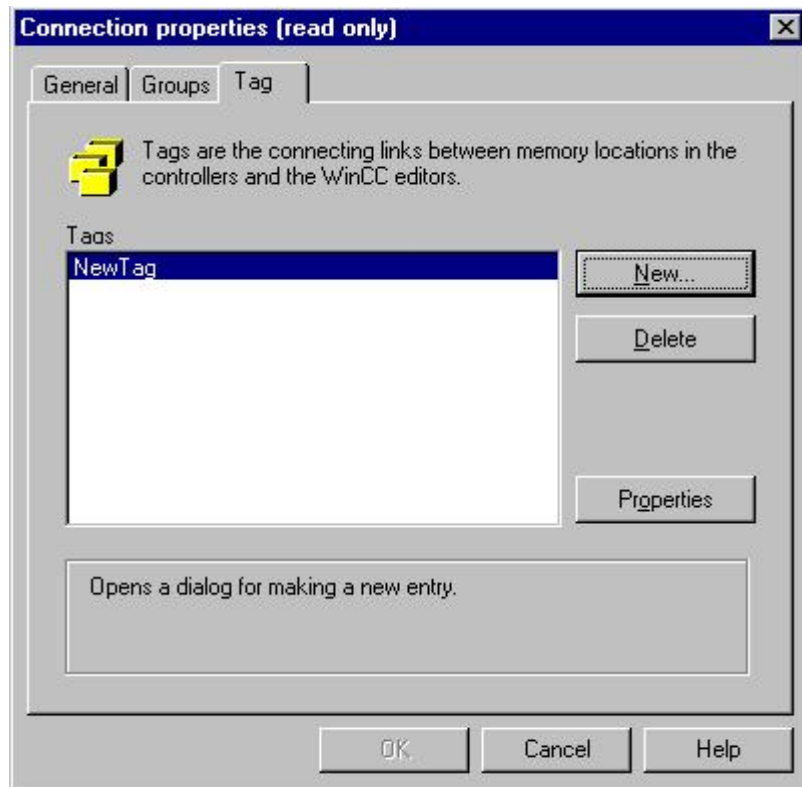 Connection properties (read only)
General Groups Tag
Tags are the connecting links between memory locations in the
controllers and the WinCC editors.
Tags
NewTag
New...
Delete
Properties
Opens a dialog for making a new entry.
OK Cancel Help